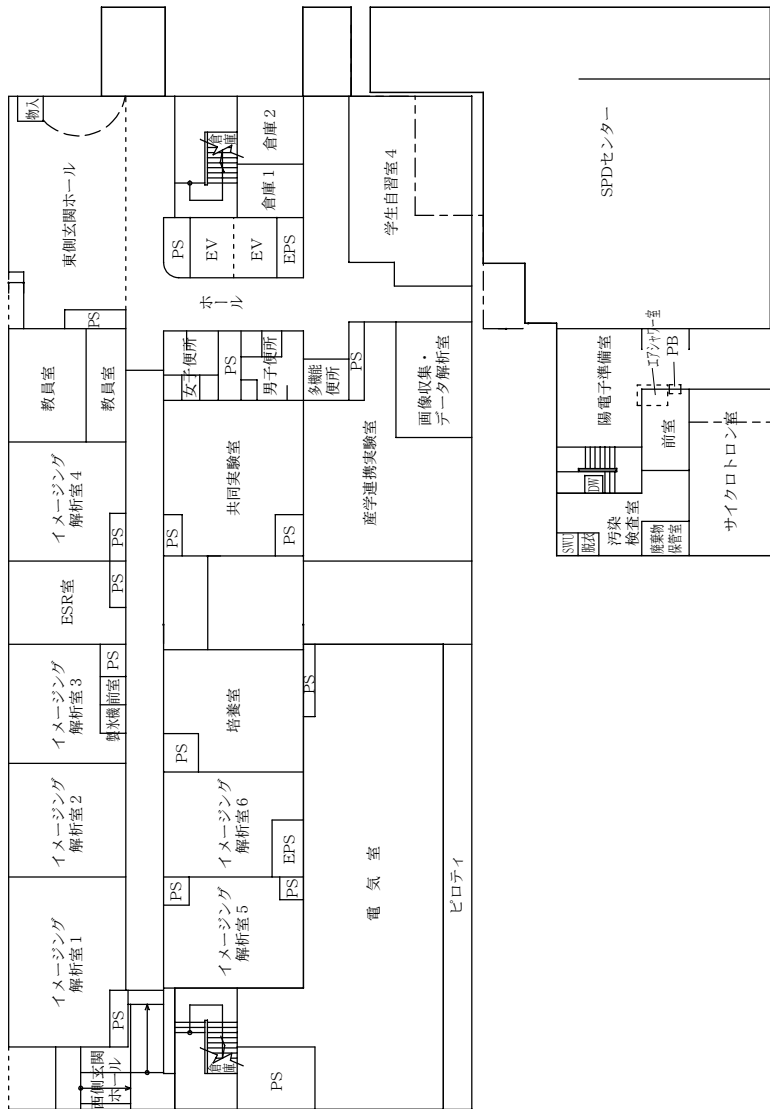 西側玄関
ホール
PS
イメージング
解析室1
イメージング
解析室2
イメージング
解析室3
製氷機
前室
PS
ESR室
PS
イメージング
解析室4
PS
教員室
教員室
PS
東側玄関ホール
物入
倉庫
PS
PS
イメージング
解析室5
PS
イメージング
解析室6
EPS
PS
培養室
PS
共同実験室
PS
女子便所
PS
男子便所
多機能
便所
ホール
PS
EV
EV
EPS
倉庫
倉庫1
倉庫2
電気室
PS
ピロティ
産学連携実験室
PS
画像収集・
データ解析室
学生自習室4
SWU
脱衣
汚染
検査室
廃棄物
保管室
DW
陽電子準備室
エアシャワー室
PB
前室
サイクロトロン室
SPDセンター